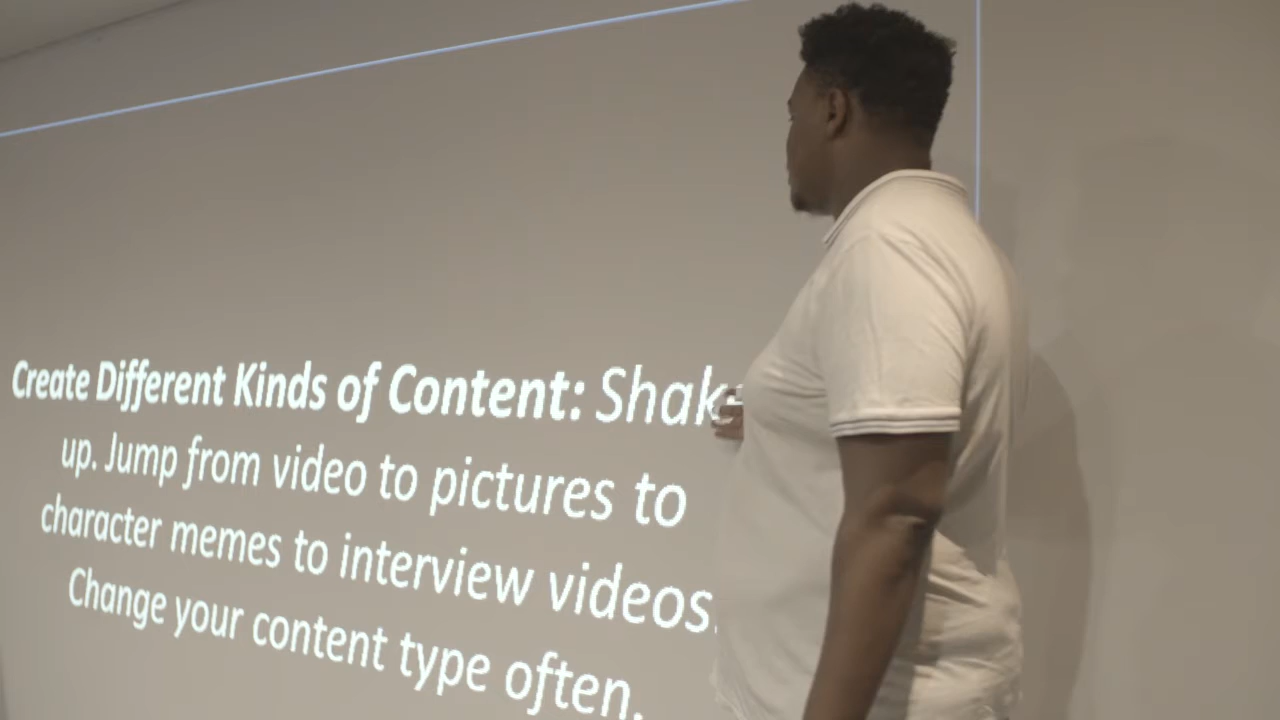 Create Different Kinds of Content: Shake
up. Jump from video to pictures to
character memes to interview videos.
Change your content type often.